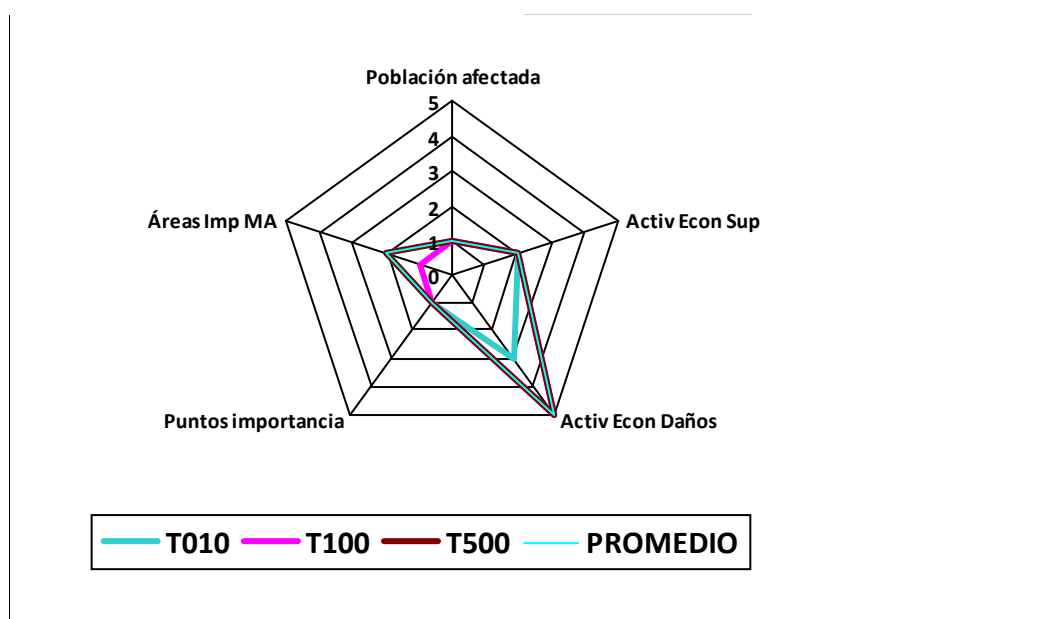 Población afectada
5
4
3
2
1
0
Áreas Imp MA
Activ Econ Sup
Puntos importancia
Activ Econ Daños
T010 T100 T500 PROMEDIO